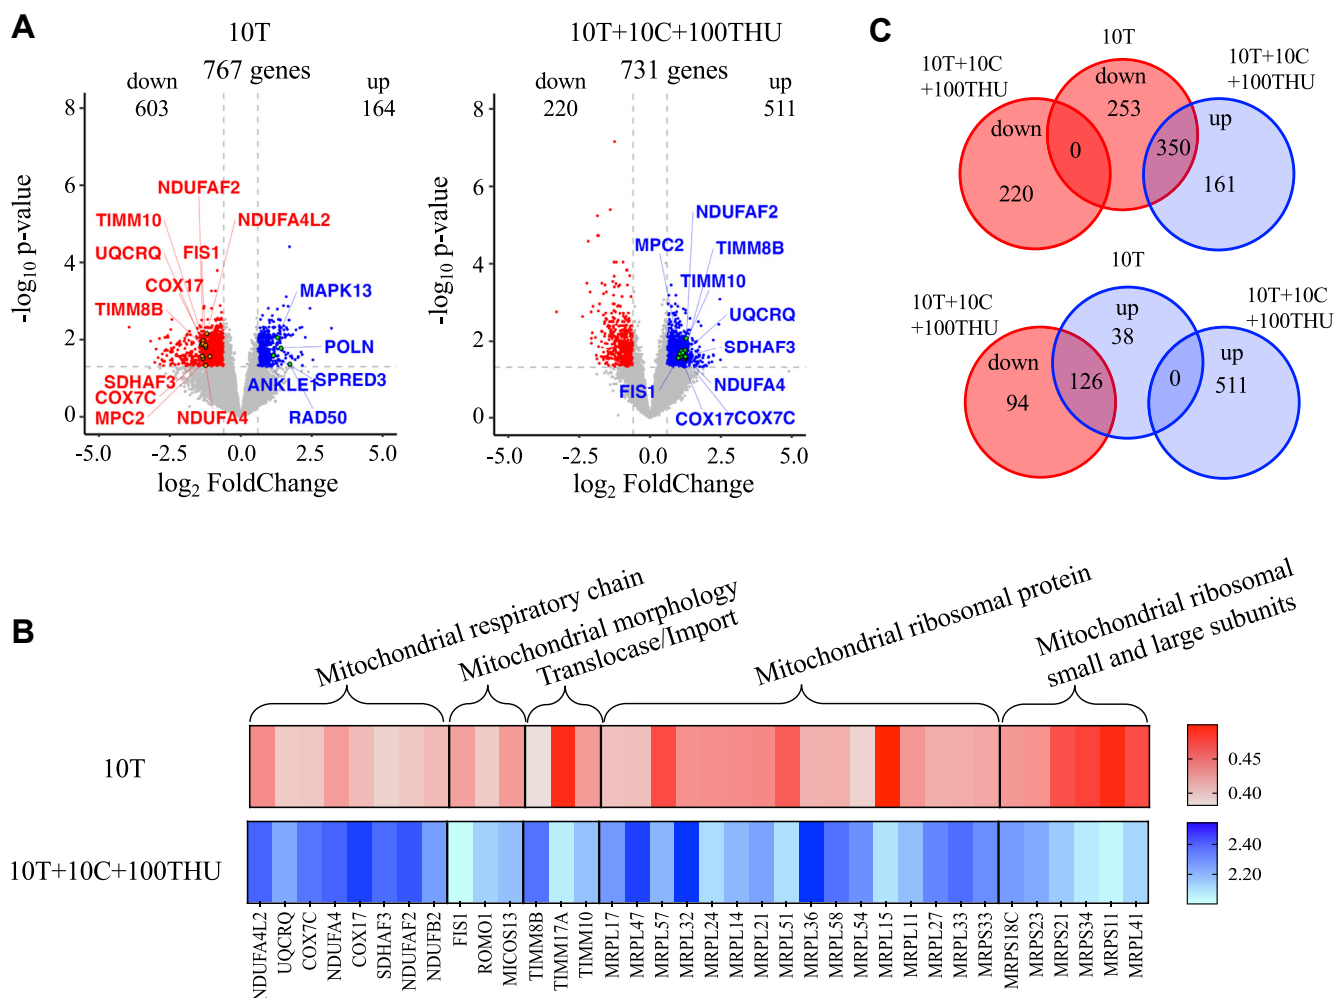 A
10T
767 genes
down
603
up
164
-log10 p-value
8
6
4
2
0
NDUFAF2
TIMM10
NDUFA4L2
UQCRQ
FIS1
COX17
TIMM8B
MAPK13
POLN
SPRED3
ANKLE1
RAD50
SDHAF3
COX7C
MPC2
NDUFA4
-5.0
-2.5
0.0
2.5
5.0
log2 FoldChange
10T+10C+100THU
731 genes
down
220
up
511
-log10 p-value
8
6
4
2
0
NDUFAF2
MPC2
TIMM8B
TIMM10
UQCRQ
SDHAF3
FIS1
NDUFA4
COX17
COX7C
-5.0
-2.5
0.0
2.5
5.0
log2 FoldChange
C
10T
10T+10C
+100THU
10T+10C
+100THU
down
253
down
up
0
350
220
161
10T
10T+10C
+100THU
10T+10C
+100THU
up
38
down
up
126
0
511
94
B
Mitochondrial respiratory chain
Mitochondrial morphology
Translocase/Import
Mitochondrial ribosomal protein
Mitochondrial ribosomal
small and large subunits
10T
0.45
0.40
10T+10C+100THU
2.40
2.20
NDUFA4L2
UQCRQ
COX7C
NDUFA4
COX17
SDHAF3
NDUFAF2
NDUFB2
FIS1
ROMO1
MICOS13
TIMM8B
TIMM17A
TIMM10
MRPL17
MRPL47
MRPL57
MRPL32
MRPL24
MRPL14
MRPL21
MRPL51
MRPL36
MRPL58
MRPL54
MRPL15
MRPL11
MRPL27
MRPL33
MRPS33
MRPS18C
MRPS23
MRPS21
MRPS34
MRPS11
MRPL41